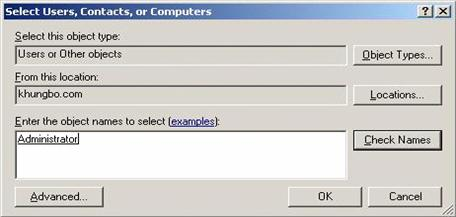 Select Users, Contacts, or Computers
Select this object type:
Users or Other objects
Object Types...
From this location:
khungbo.com
Locations...
Enter the object names to select (examples):
Administrator
Check Names
Advanced...
OK
Cancel